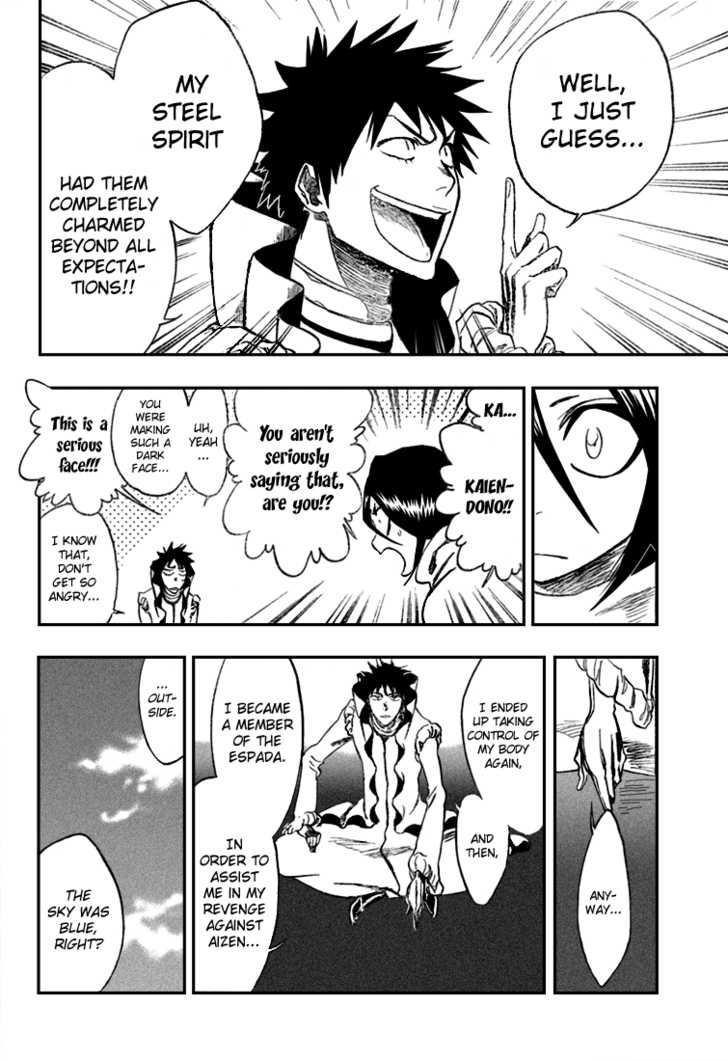 WELL,
I JUST
GUESS...
MY
STEEL
SPIRIT
HAD THEM
COMPLETELY
CHARMED
BEYOND ALL
EXPECTA-
TIONS!!
KA...
KAIEN-
DONO!!
You aren't
seriously
saying that,
are you!?
UH,
YEAH
...
YOU
WERE
MAKING
SUCH A
DARK
FACE...
This is a
serious
face!!!
I KNOW
THAT,
DON'T
GET SO
ANGRY...
ANY-
WAY...
I ENDED
UP TAKING
CONTROL OF
MY BODY
AGAIN,
AND
THEN,
I BECAME
A MEMBER
OF THE
ESPADA.
IN
ORDER TO
ASSIST
ME IN MY
REVENGE
AGAINST
AIZEN...
...
OUT-
SIDE.
THE
SKY WAS
BLUE,
RIGHT?